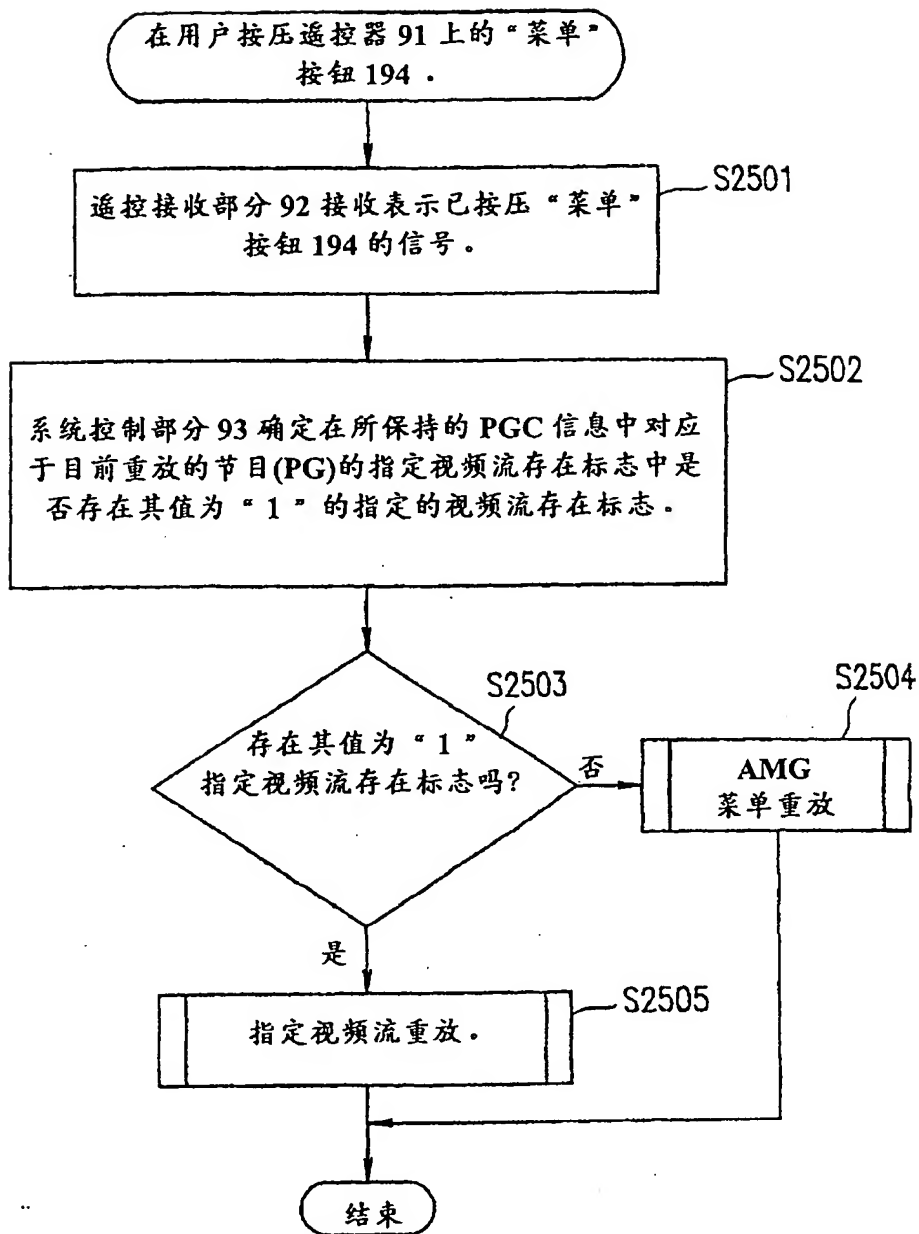 在用户按压遥控器 91 上的“菜单”
按钮 194 .
S2501
遥控接收部分 92 接收表示已按压“菜单”
按钮 194 的信号。
S2502
系统控制部分 93 确定在所保持的 PGC 信息中对应
于目前重放的节目(PG)的指定视频流存在标志中是
否存在其值为“1”的指定的视频流存在标志。
S2503
存在其值为“1”
指定视频流存在标志吗?
否
S2504
AMG
菜单重放
是
S2505
指定视频流重放。
结束